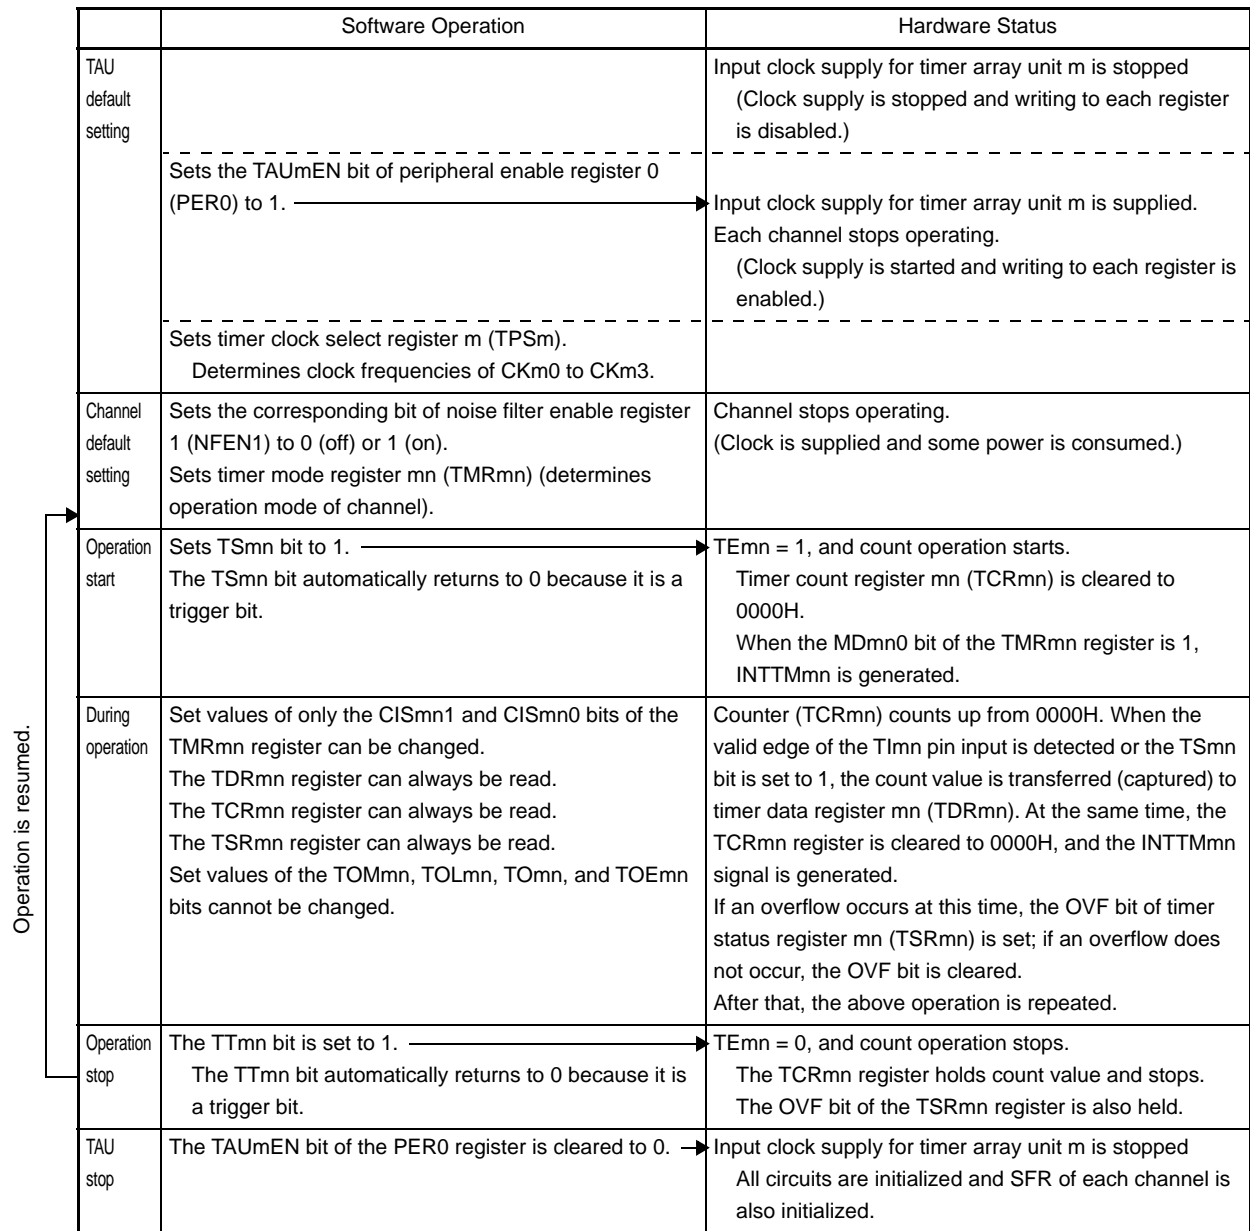 Software Operation
Hardware Status
TAU
default
setting
Input clock supply for timer array unit m is stopped
(Clock supply is stopped and writing to each register
is disabled.)
Sets the TAUmEN bit of peripheral enable register 0
(PER0) to 1.
Input clock supply for timer array unit m is supplied.
Each channel stops operating.
(Clock supply is started and writing to each register is
enabled.)
Sets timer clock select register m (TPSm).
Determines clock frequencies of CKm0 to CKm3.
Channel
default
setting
Sets the corresponding bit of noise filter enable register
1 (NFEN1) to 0 (off) or 1 (on).
Sets timer mode register mn (TMRmn) (determines
operation mode of channel).
Channel stops operating.
(Clock is supplied and some power is consumed.)
Operation
start
Sets TSmn bit to 1.
The TSmn bit automatically returns to 0 because it is a
trigger bit.
TEmn = 1, and count operation starts.
Timer count register mn (TCRmn) is cleared to
0000H.
When the MDmn0 bit of the TMRmn register is 1,
INTTMmn is generated.
During
operation
Set values of only the CISmn1 and CISmn0 bits of the
TMRmn register can be changed.
The TDRmn register can always be read.
The TCRmn register can always be read.
The TSRmn register can always be read.
Set values of the TOMmn, TOLmn, TOmn, and TOEmn
bits cannot be changed.
Counter (TCRmn) counts up from 0000H. When the
valid edge of the TImn pin input is detected or the TSmn
bit is set to 1, the count value is transferred (captured) to
timer data register mn (TDRmn). At the same time, the
TCRmn register is cleared to 0000H, and the INTTMmn
signal is generated.
If an overflow occurs at this time, the OVF bit of timer
status register mn (TSRmn) is set; if an overflow does
not occur, the OVF bit is cleared.
After that, the above operation is repeated.
Operation
stop
The TTmn bit is set to 1.
The TTmn bit automatically returns to 0 because it is
a trigger bit.
TEmn = 0, and count operation stops.
The TCRmn register holds count value and stops.
The OVF bit of the TSRmn register is also held.
TAU
stop
The TAUmEN bit of the PER0 register is cleared to 0.
Input clock supply for timer array unit m is stopped
All circuits are initialized and SFR of each channel is
also initialized.
Operation is resumed.